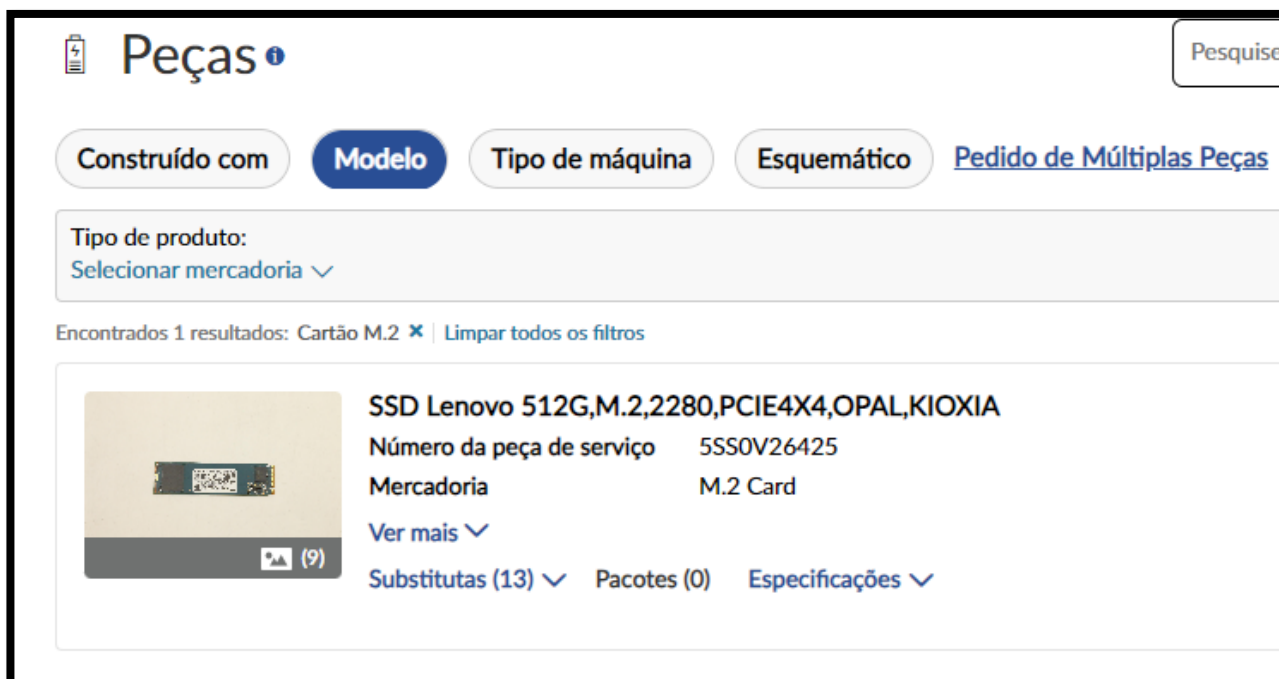 Peças
Pesquise
Construído com Modelo Tipo de máquina Esquemático Pedido de Múltiplas Peças
Tipo de produto:
Selecionar mercadoria
Encontrados 1 resultados: Cartão M.2 × | Limpar todos os filtros
SSD Lenovo 512G,M.2,2280,PCIE4X4,OPAL,KIOXIA
Número da peça de serviço 5SS0V26425
Mercadoria M.2 Card
Ver mais
(9)
Substitutas (13) Pacotes (0) Especificações